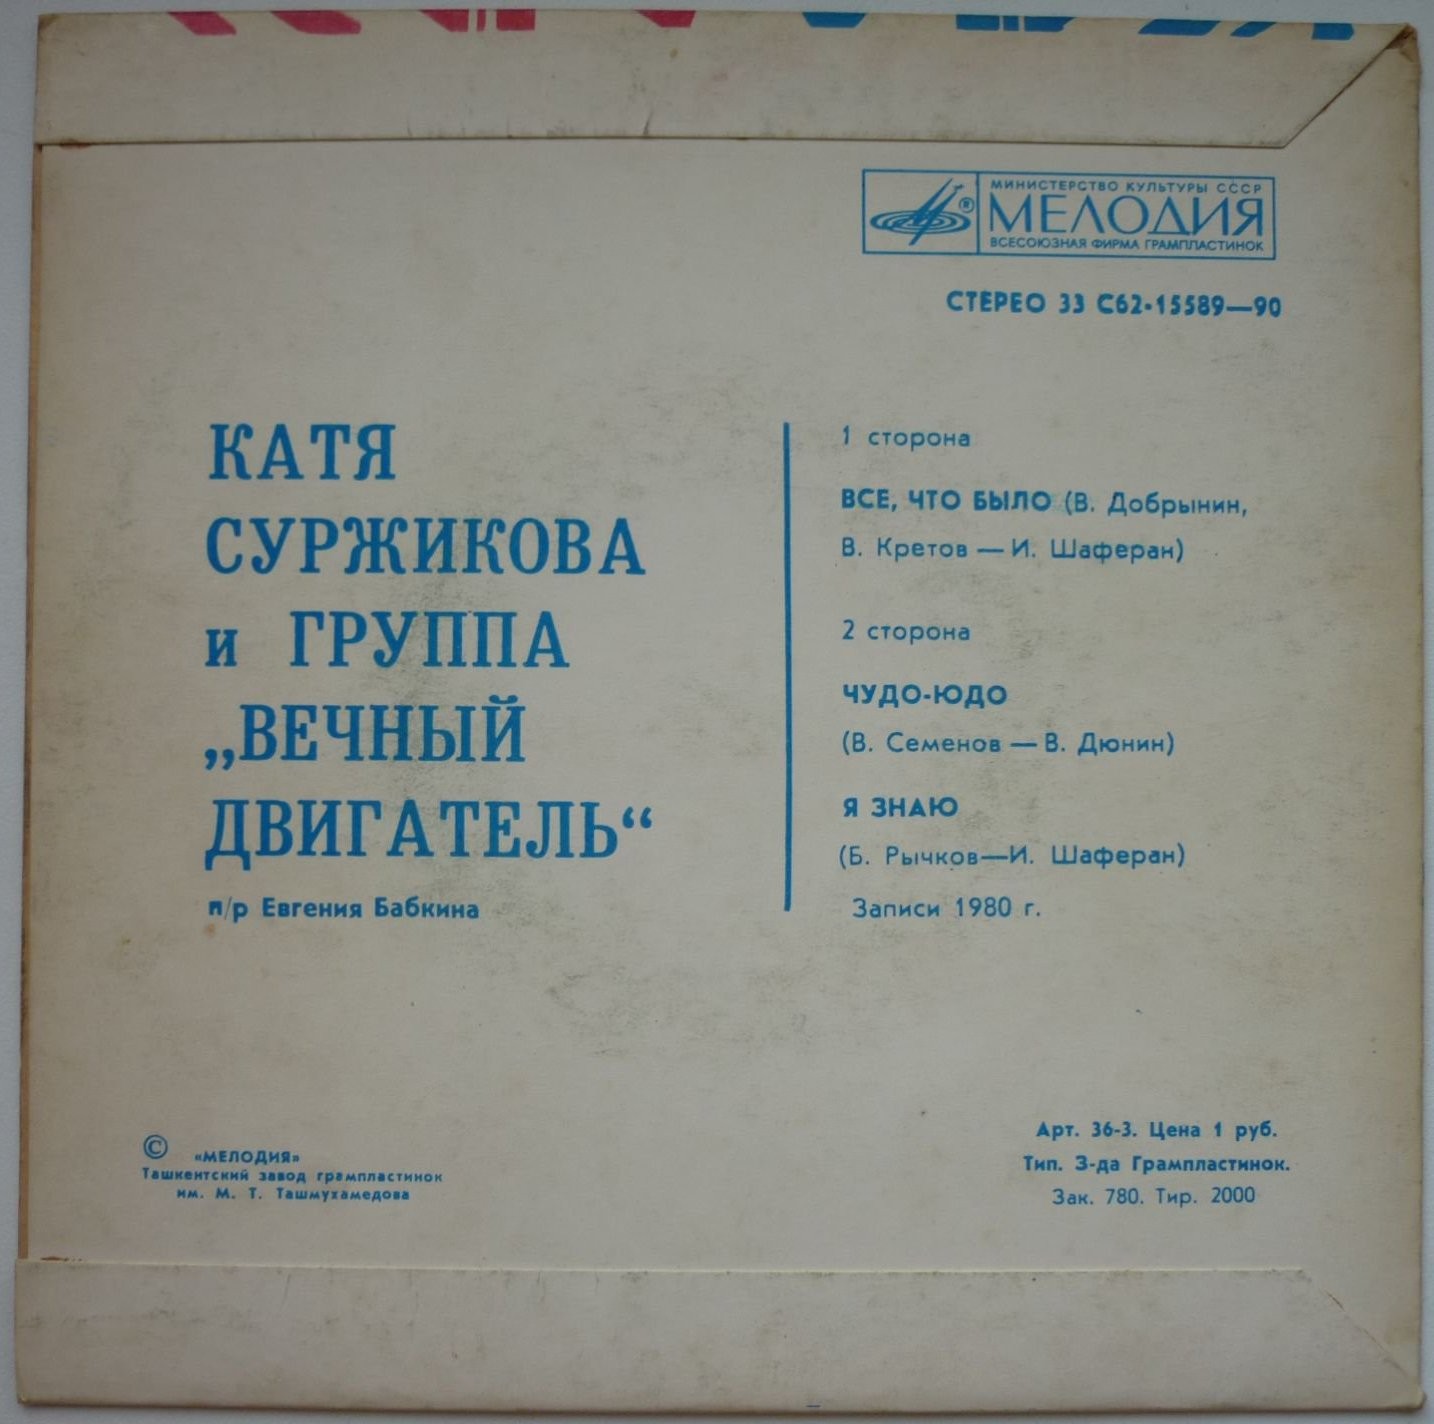 МИНИСТЕРСТВО КУЛЬТУРЫ СССР
МЕЛОДИЯ
®
ВСЕСОЮЗНАЯ ФИРМА ГРАМПЛАСТИНОК
СТЕРЕО 33 С62-15589—90
КАТЯ
СУРЖИКОВА
и ГРУППА
„ВЕЧНЫЙ
ДВИГАТЕЛЬ“
п/р Евгения Бабкина
1 сторона
ВСЕ, ЧТО БЫЛО (В. Добрынин,
В. Кретов — И. Шаферан)
2 сторона
ЧУДО-ЮДО
(В. Семенов — В. Дюнин)
Я ЗНАЮ
(Б. Рычков—И. Шаферан)
Записи 1980 г.
© «МЕЛОДИЯ»
Ташкентский завод грампластинок
им. М. Т. Ташмухамедова
Арт. 36-3. Цена 1 руб.
Тип. З-да Грампластинок.
Зак. 780. Тир. 2000